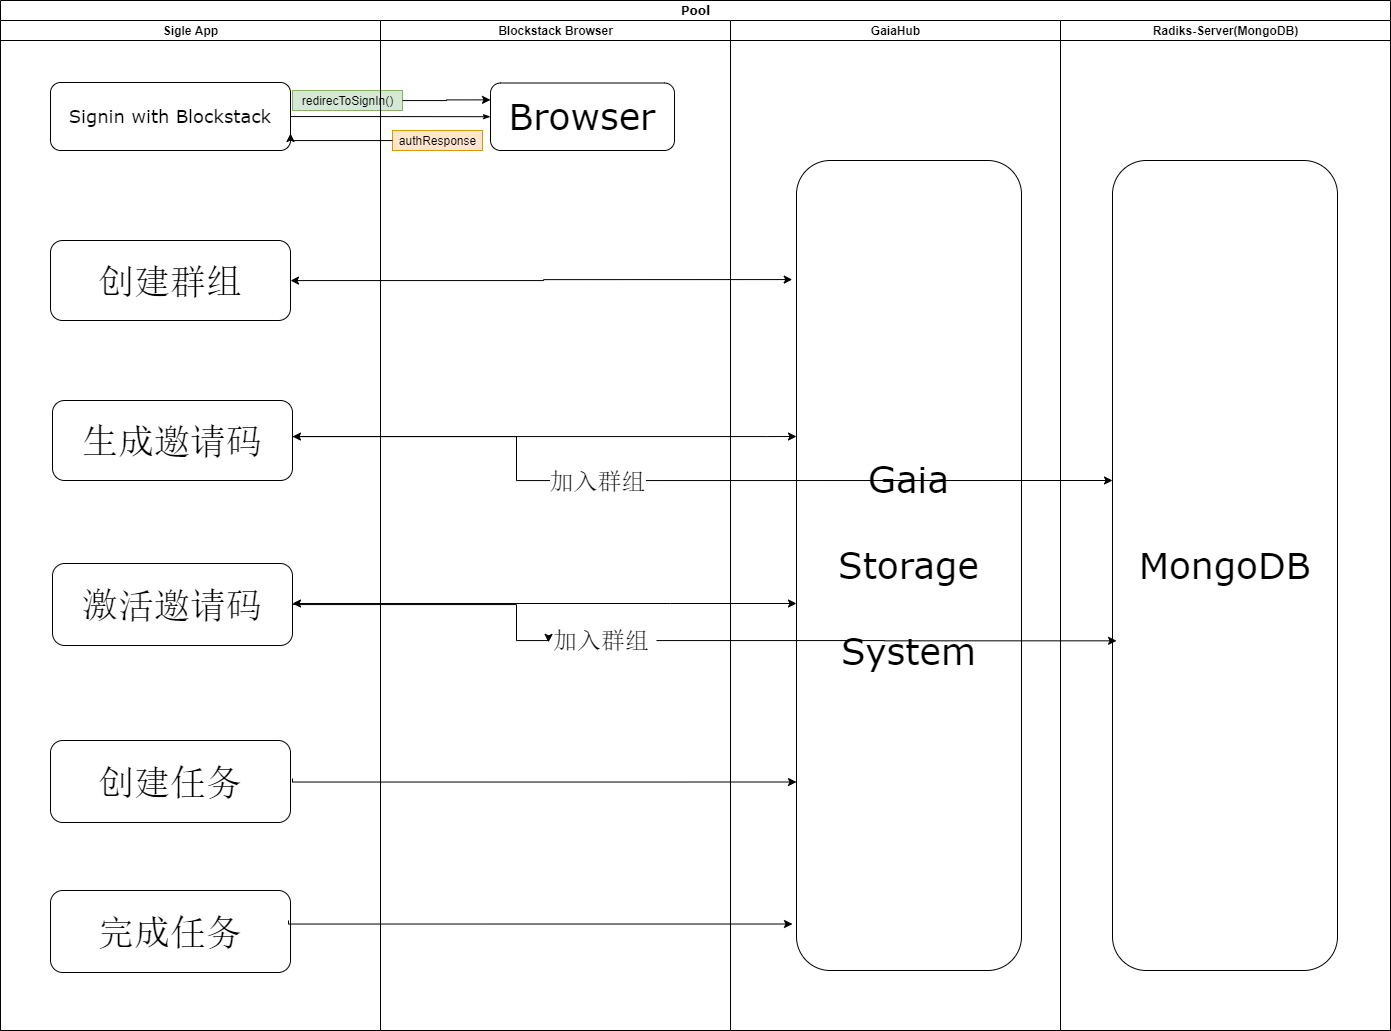 Pool
Sigle App
Blockstack Browser
GaiaHub
Radiks-Server(MongoDB)
Signin with Blockstack
redirecToSignIn()
authResponse
Browser
创建群组
生成邀请码
加入群组
激活邀请码
加入群组
创建任务
完成任务
Gaia
Storage
System
MongoDB